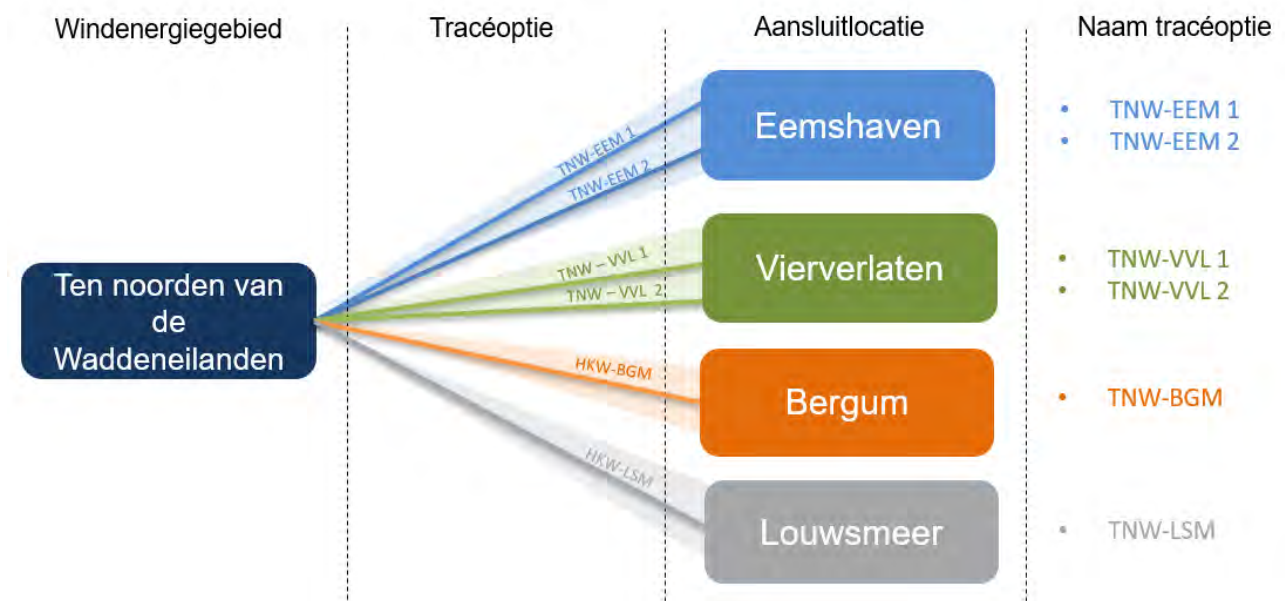 Windenergiegebied
Tracéoptie
Aansluitlocatie
Naam tracéoptie
Ten noorden van
de
Waddeneilanden
TNW-EEM 1
TNW-EEM 2
TNW – VVL 1
TNW – VVL 2
HKW-BGM
HKW-LSM
Eemshaven
Vierverlaten
Bergum
Louwsmeer
• TNW-EEM 1
• TNW-EEM 2
• TNW-VVL 1
• TNW-VVL 2
• TNW-BGM
• TNW-LSM